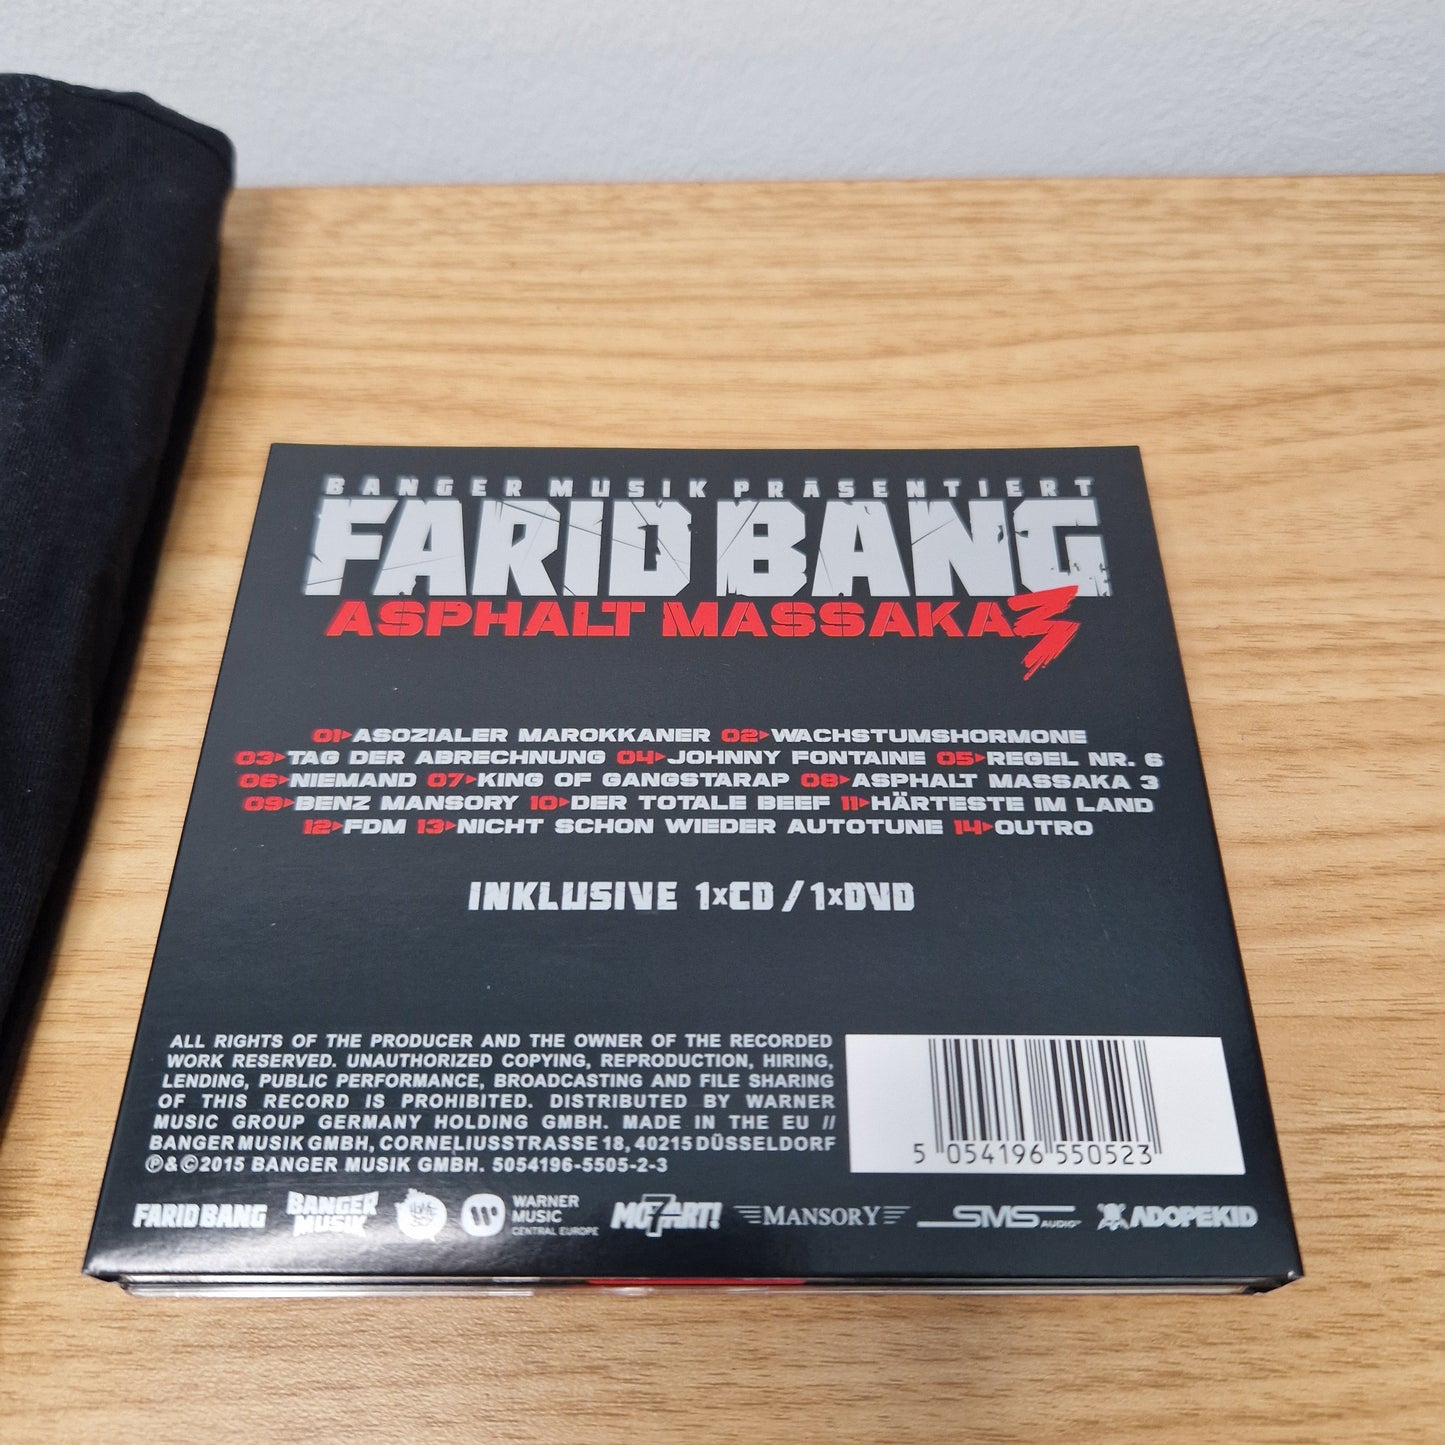 BANGER MUSIK PRÄSENTIERT
FARID BANG
ASPHALT MASSAKA 3
01▸ASOZIALER MAROKKANER 02▸WACHSTUMSHORMONE
03▸TAG DER ABRECHNUNG 04▸JOHNNY FONTAINE 05▸REGEL NR. 6
06▸NIEMAND 07▸KING OF GANGSTARAP 08▸ASPHALT MASSAKA 3
09▸BENZ MANSORY 10▸DER TOTALE BEEF 11▸HÄRTESTE IM LAND
12▸FDM 13▸NICHT SCHON WIEDER AUTOTUNE 14▸OUTRO
INKLUSIVE 1xCD / 1xDVD
ALL RIGHTS OF THE PRODUCER AND THE OWNER OF THE RECORDED
WORK RESERVED. UNAUTHORIZED COPYING, REPRODUCTION, HIRING,
LENDING, PUBLIC PERFORMANCE, BROADCASTING AND FILE SHARING
OF THIS RECORD IS PROHIBITED. DISTRIBUTED BY WARNER
MUSIC GROUP GERMANY HOLDING GMBH. MADE IN THE EU //
BANGER MUSIK GMBH, CORNELIUSSTRASSE 18, 40215 DÜSSELDORF
℗&©2015 BANGER MUSIK GMBH. 5054196-5505-2-3
5 054196 550523
FARID BANG
BANGER
MUSIK
WARNER
MUSIC
CENTRAL EUROPE
MO7ART!
MANSORY
SMS AUDIO™
ADOPEKID